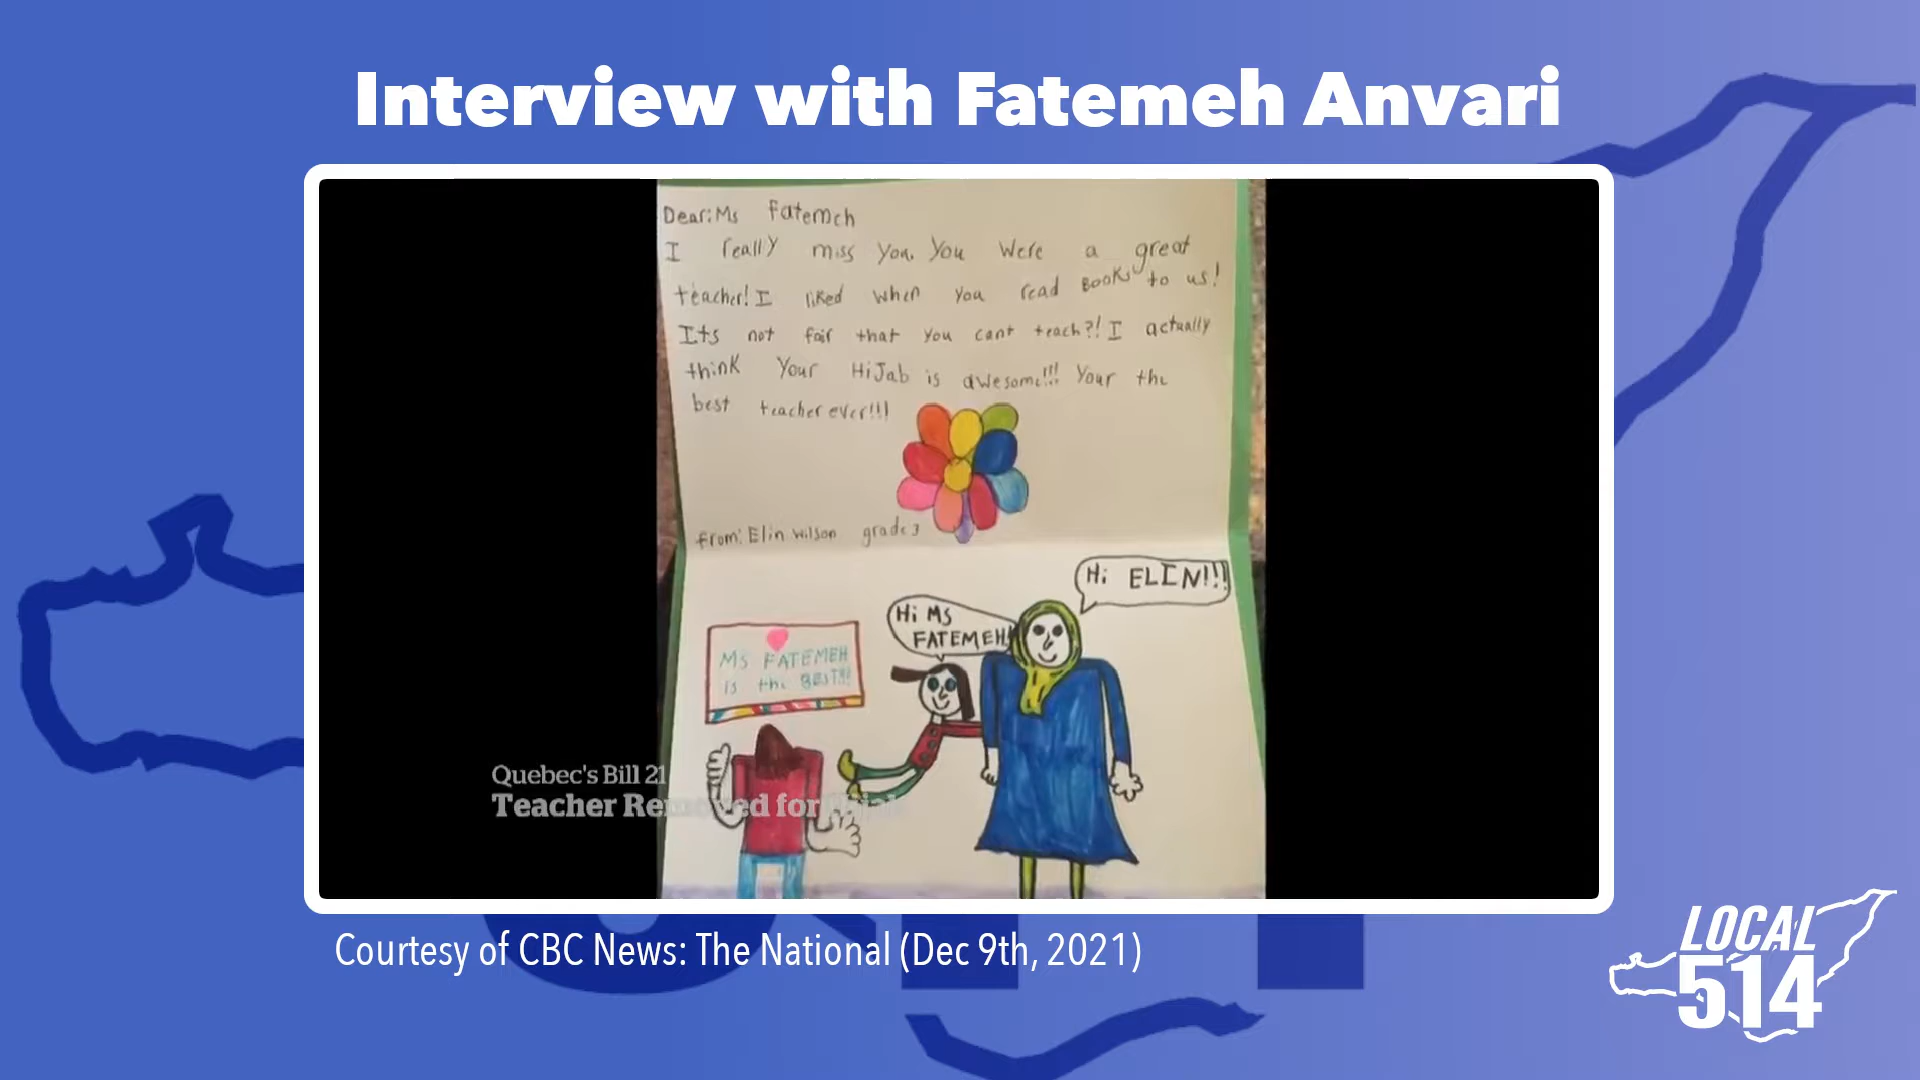 Interview with Fatemeh Anvari
Dear: Ms Fatemeh
I really miss you. You were a great
teacher! I liked when you read Books to us!
Its not fair that you cant teach?! I actually
think Your HiJab is awesome!!! Your the
best teacher ever!!!
from: Elin Wilson grade 3
Hi ELIN!!!
Hi MS
FATEMEH!
Ms FATEMEH
is the BEST!!!
Quebec's Bill 21
Teacher Removed for Hijab
Courtesy of CBC News: The National (Dec 9th, 2021)
LOCAL
514